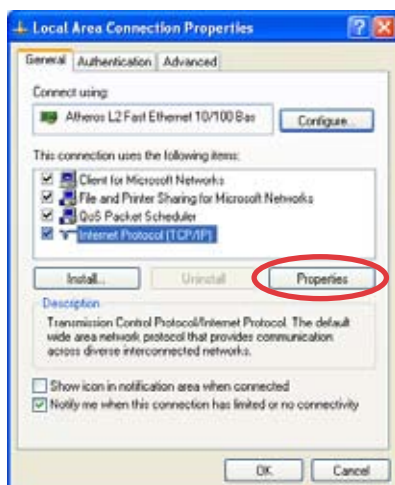 Local Area Connection Properties
General Authentication Advanced
Connect using:
Atheros L2 Fast Ethernet 10/100 Bas Configure...
This connection uses the following items:
Client for Microsoft Networks
File and Printer Sharing for Microsoft Networks
QoS Packet Scheduler
Internet Protocol (TCP/IP)
Install... Uninstall Properties
Description
Transmission Control Protocol/Internet Protocol. The default
wide area network protocol that provides communication
across diverse interconnected networks.
Show icon in notification area when connected
Notify me when this connection has limited or no connectivity
OK Cancel